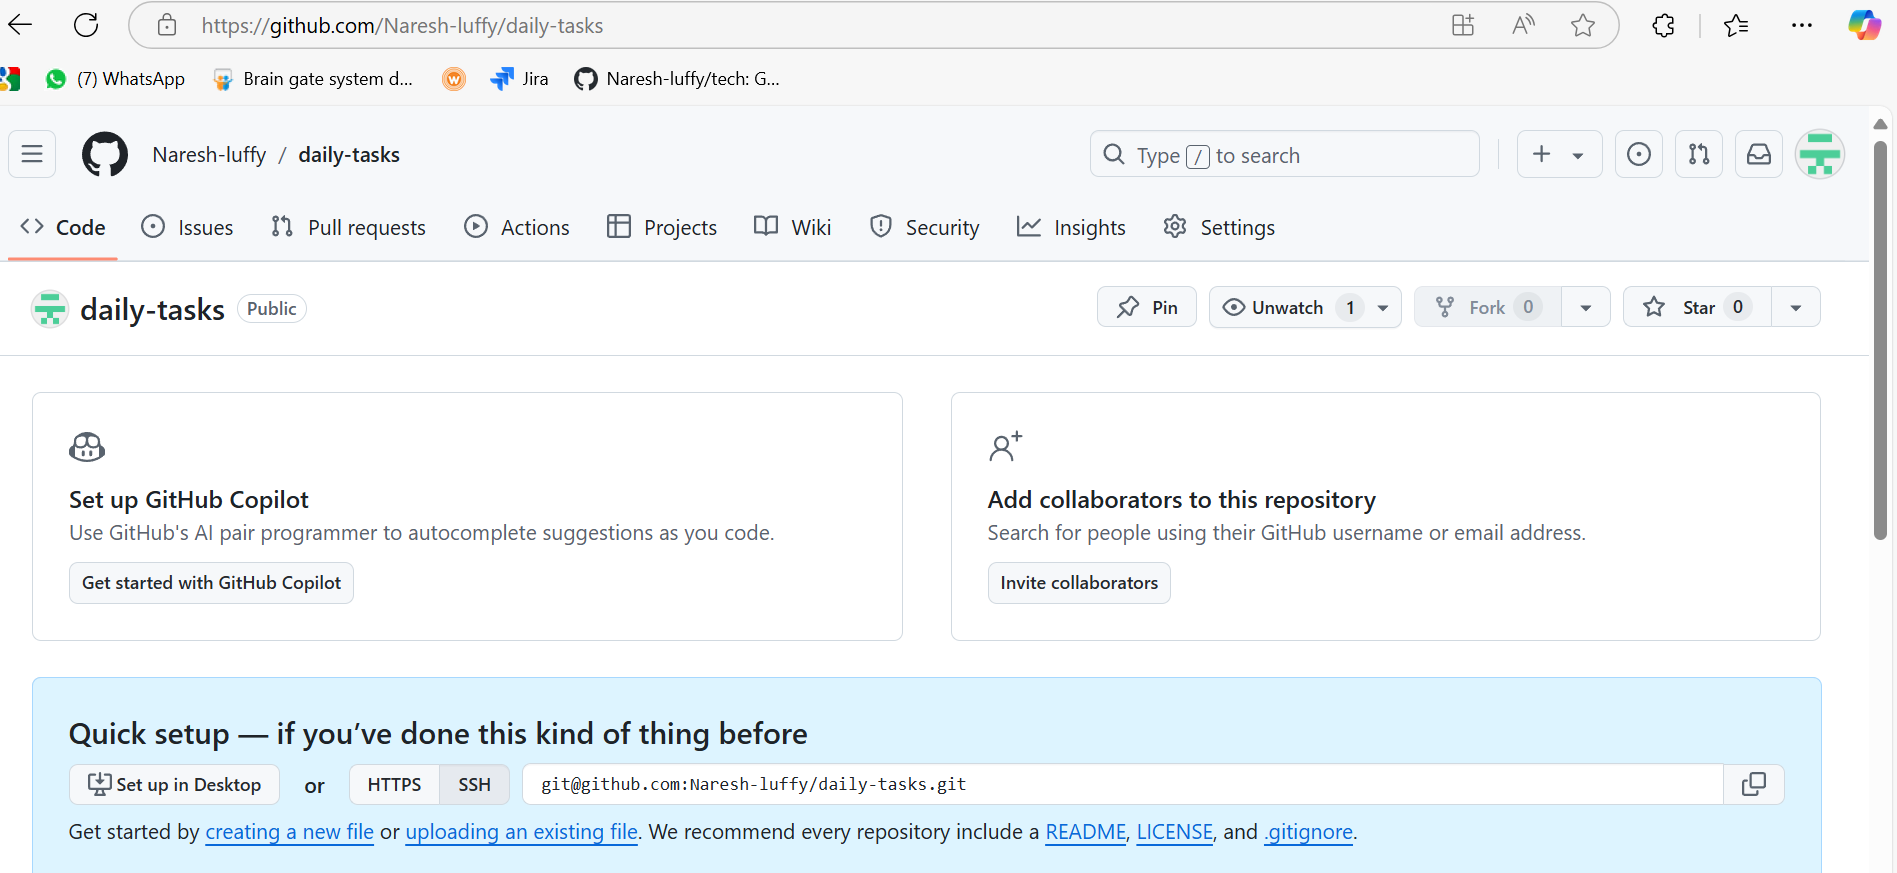 https://github.com/Naresh-luffy/daily-tasks
(7) WhatsApp Brain gate system d... Jira Naresh-luffy/tech: G...
Naresh-luffy / daily-tasks Type / to search
Code Issues Pull requests Actions Projects Wiki Security Insights Settings
daily-tasks Public Pin Unwatch 1 Fork 0 Star 0
Set up GitHub Copilot
Use GitHub's AI pair programmer to autocomplete suggestions as you code.
Get started with GitHub Copilot
Add collaborators to this repository
Search for people using their GitHub username or email address.
Invite collaborators
Quick setup — if you’ve done this kind of thing before
Set up in Desktop or HTTPS SSH git@github.com:Naresh-luffy/daily-tasks.git
Get started by creating a new file or uploading an existing file. We recommend every repository include a README, LICENSE, and .gitignore.